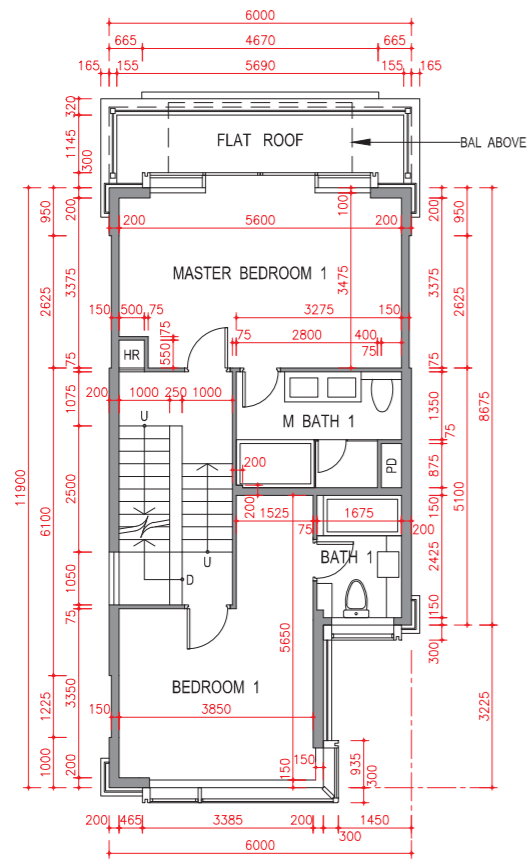 6000
665 4670 665
165 155 5690 155 165
320
1145
300
FLAT ROOF
BAL ABOVE
950
200
200 5600 200
100
200
950
MASTER BEDROOM 1
3475
2625
3375
3375
2625
150 500 75
3275 150
75 2800 400
75
550 75
HR
75
75
200 1000 250 1000
U
1075
1350
M BATH 1
75
8675
11900
2500
200
875
PD
5100
6100
200
1525
75
1675
200
150
BATH 1
2425
U
D
1050
75
150
5650
300
BEDROOM 1
3350
150 3850
1225
3225
150
935
1000
200
150
300
200 465 3385 200 1450
300
6000